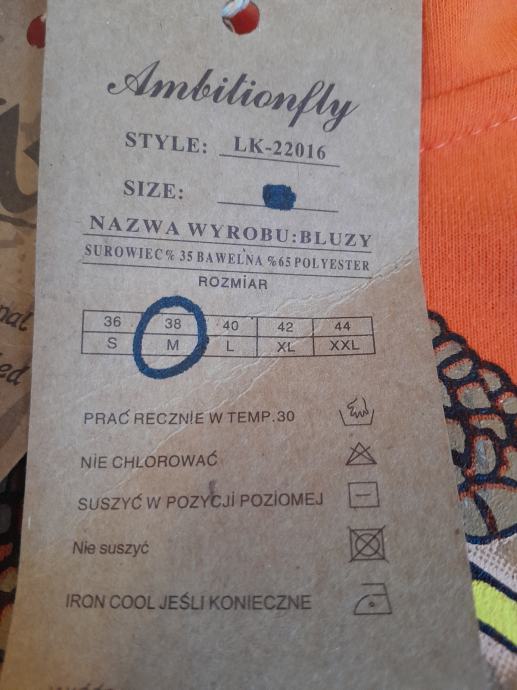 Ambitionfly
STYLE: LK-22016
SIZE:
NAZWA WYROBU:BLUZY
SUROWIEC% 35 BAWELNA %65 POLYESTER
ROZMIAR
36 38 40 42 44
S M L XL XXL
PRAĆ RECZNIE W TEMP.30
NIE CHLOROWAĆ
SUSZYĆ W POZYCJI POZIOMEJ
Nie suszyć
IRON COOL JEŚLI KONIECZNE